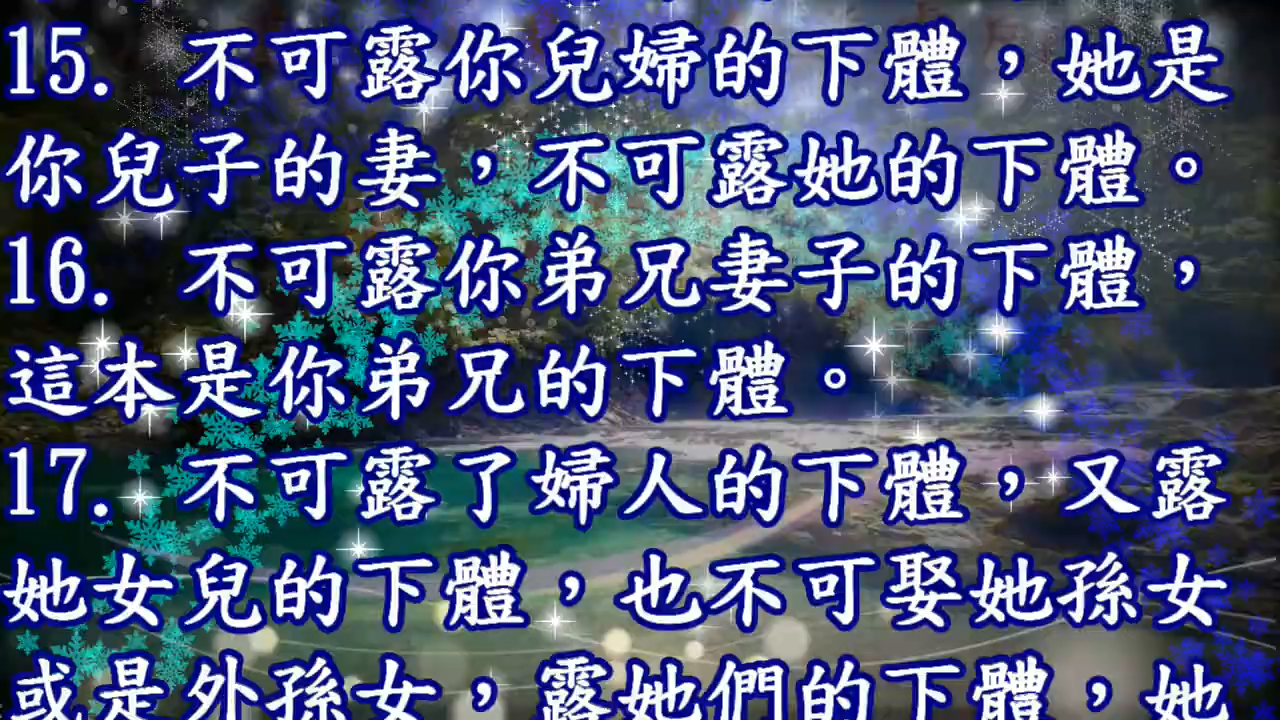 15. 不可露你兒婦的下體，她是
你兒子的妻，不可露她的下體。
16. 不可露你弟兄妻子的下體，
這本是你弟兄的下體。
17. 不可露了婦人的下體，又露
她女兒的下體，也不可娶她孫女
或是外孫女，露她們的下體，她